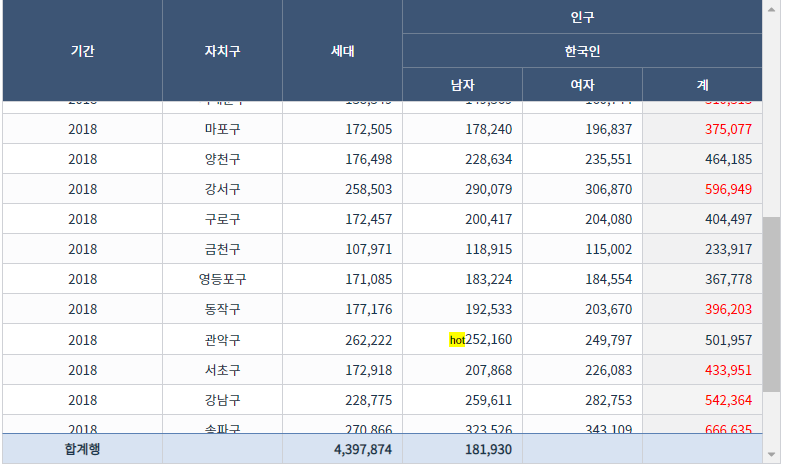 인구
한국인
기간 자치구 세대 남자 여자 계
2018 마포구 172,505 178,240 196,837 375,077
2018 양천구 176,498 228,634 235,551 464,185
2018 강서구 258,503 290,079 306,870 596,949
2018 구로구 172,457 200,417 204,080 404,497
2018 금천구 107,971 118,915 115,002 233,917
2018 영등포구 171,085 183,224 184,554 367,778
2018 동작구 177,176 192,533 203,670 396,203
2018 관악구 262,222 hot252,160 249,797 501,957
2018 서초구 172,918 207,868 226,083 433,951
2018 강남구 228,775 259,611 282,753 542,364
2018 송파구 270,866 323,526 343,109 666,635
합계행 4,397,874 181,930